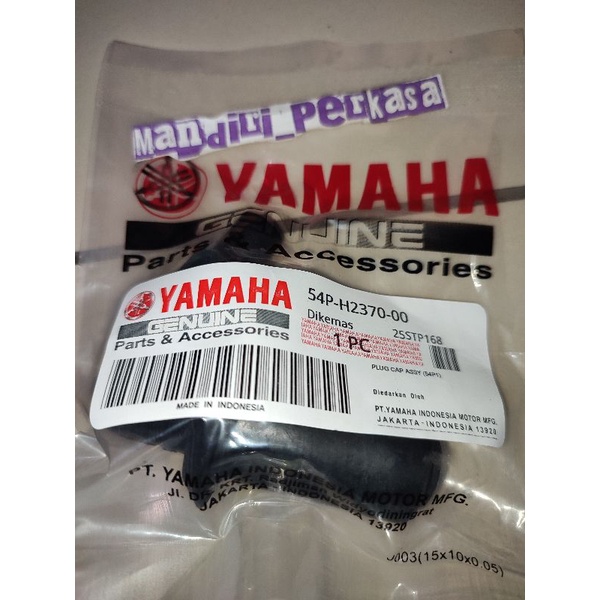 Mandiri_Perkasa
YAMAHA
GENUINE
Parts & Accessories
YAMAHA
GENUINE
Parts & Accessories
MADE IN INDONESIA
54P-H2370-00
Dikemas
25STP168
1 PC
PLUG CAP ASSY (54P1)
Diedarkan Oleh
PT.YAMAHA INDONESIA MOTOR MFG.
JAKARTA-INDONESIA 13920
PT. YAMAHA INDONESIA MOTOR MFG.
JAKARTA - INDONESIA 13920
003(15x10x0.05)